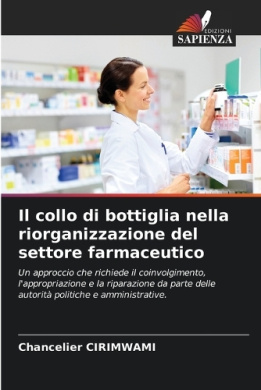 EDIZIONI
SAPIENZA
Il collo di bottiglia nella
riorganizzazione del
settore farmaceutico
Un approccio che richiede il coinvolgimento,
l'appropriazione e la riparazione da parte delle
autorità politiche e amministrative.
Chancelier CIRIMWAMI